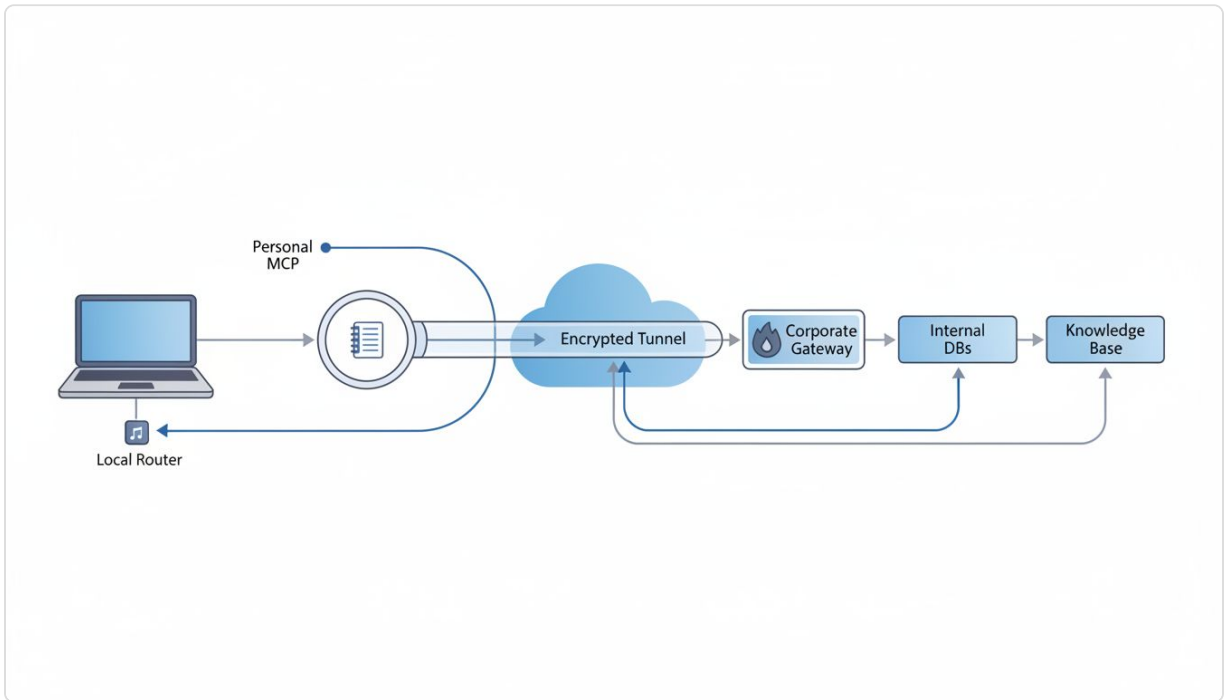 Personal
MCP
Local Router
Encrypted Tunnel
Corporate
Gateway
Internal
DBs
Knowledge
Base